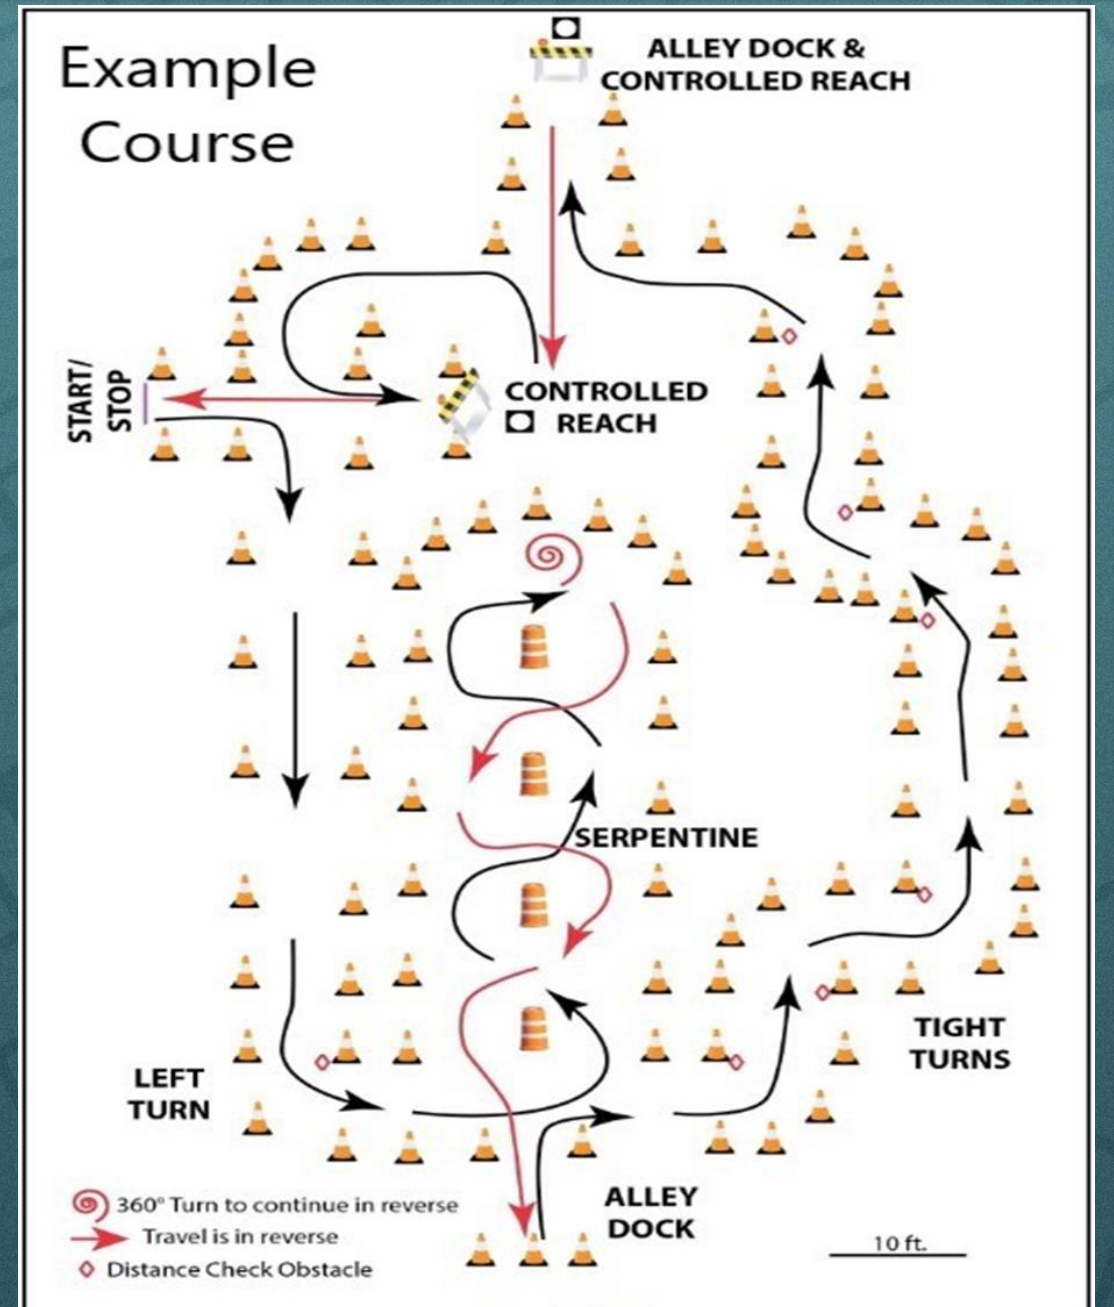 Example
Course
ALLEY DOCK &
CONTROLLED REACH
START/
STOP
CONTROLLED
REACH
SERPENTINE
TIGHT
TURNS
LEFT
TURN
ALLEY
DOCK
360° Turn to continue in reverse
Travel is in reverse
Distance Check Obstacle
10 ft.